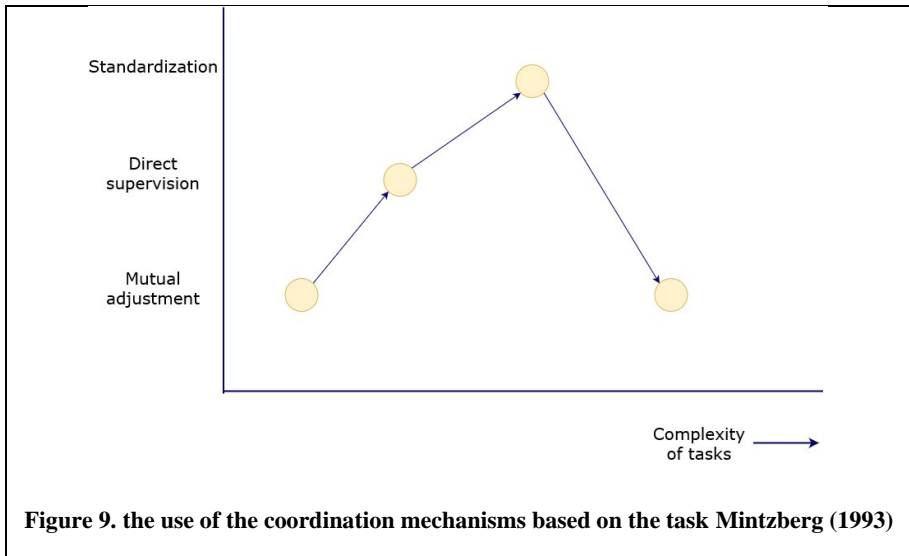 Standardization
Direct
supervision
Mutual
adjustment
Complexity
of tasks
Figure 9. the use of the coordination mechanisms based on the task Mintzberg (1993)